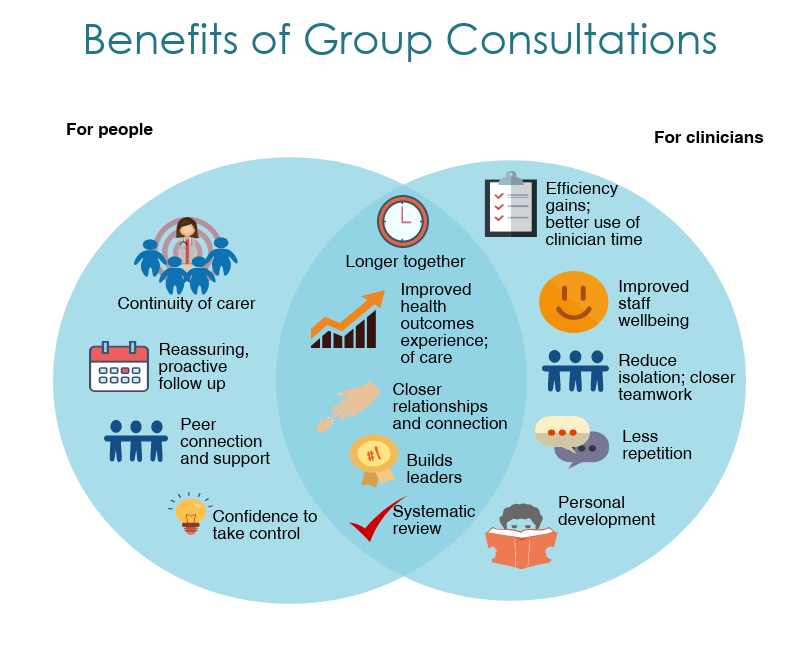 Benefits of Group Consultations
For people
For clinicians
Continuity of carer
Reassuring,
proactive
follow up
Peer
connection
and support
Confidence to
take control
Longer together
Improved
health
outcomes
experience;
of care
Closer
relationships
and connection
#1
Builds
leaders
Systematic
review
Efficiency
gains;
better use of
clinician time
Improved
staff
wellbeing
Reduce
isolation; closer
teamwork
Less
repetition
Personal
development